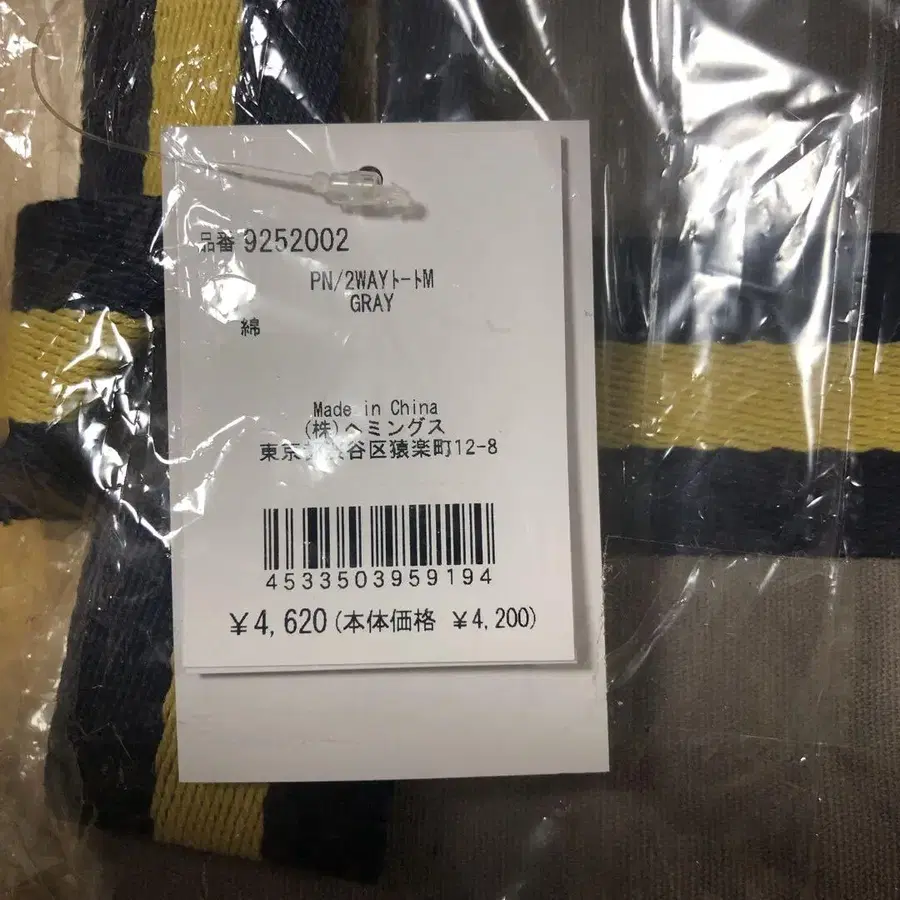 品番 9252002
PN/2WAYトートM
GRAY
綿
Made in China
(株)ヘミングス
東京都渋谷区猿楽町12-8
4533503959194
￥4,620(本体価格 ￥4,200)